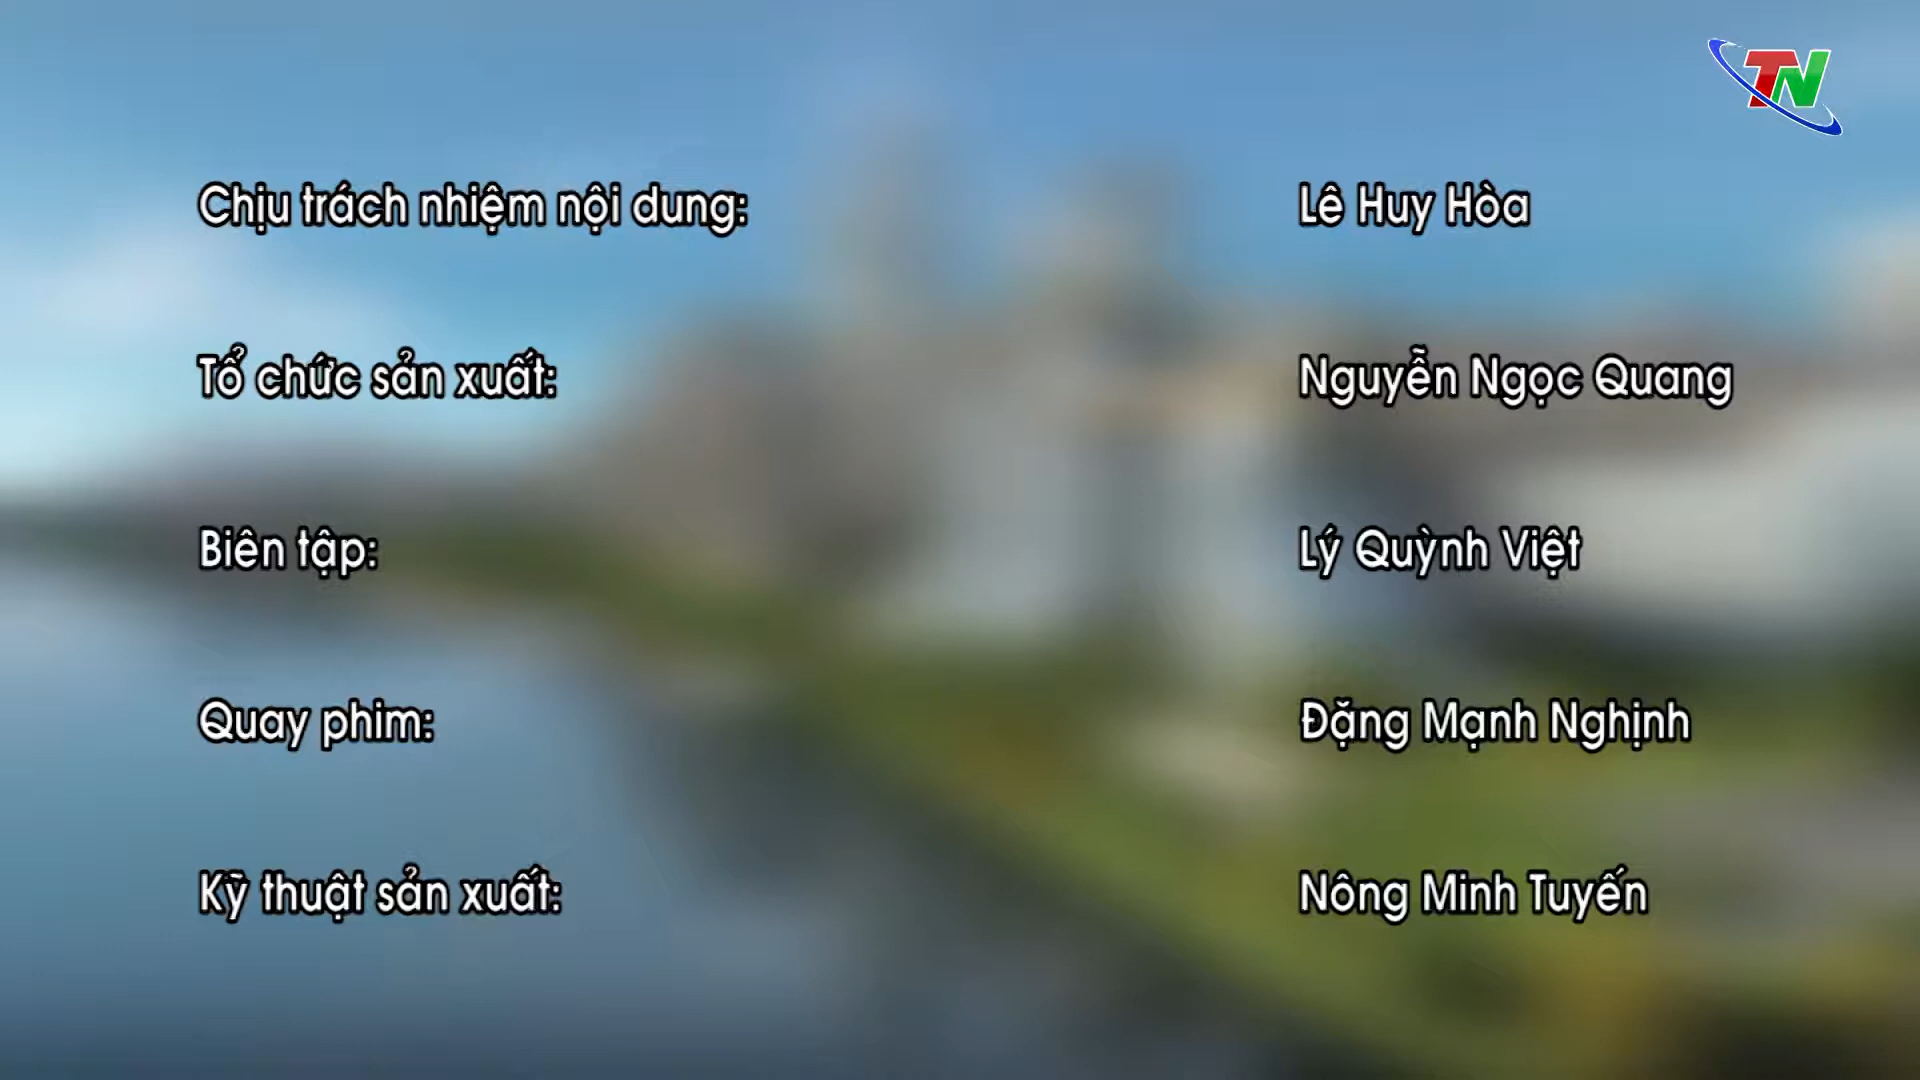 TN
Chịu trách nhiệm nội dung: Lê Huy Hòa
Tổ chức sản xuất: Nguyễn Ngọc Quang
Biên tập: Lý Quỳnh Việt
Quay phim: Đặng Mạnh Nghịnh
Kỹ thuật sản xuất: Nông Minh Tuyến